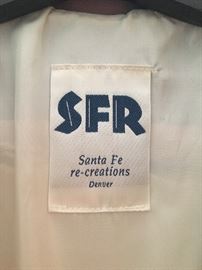 SFR
Santa Fe
re-creations
Denver